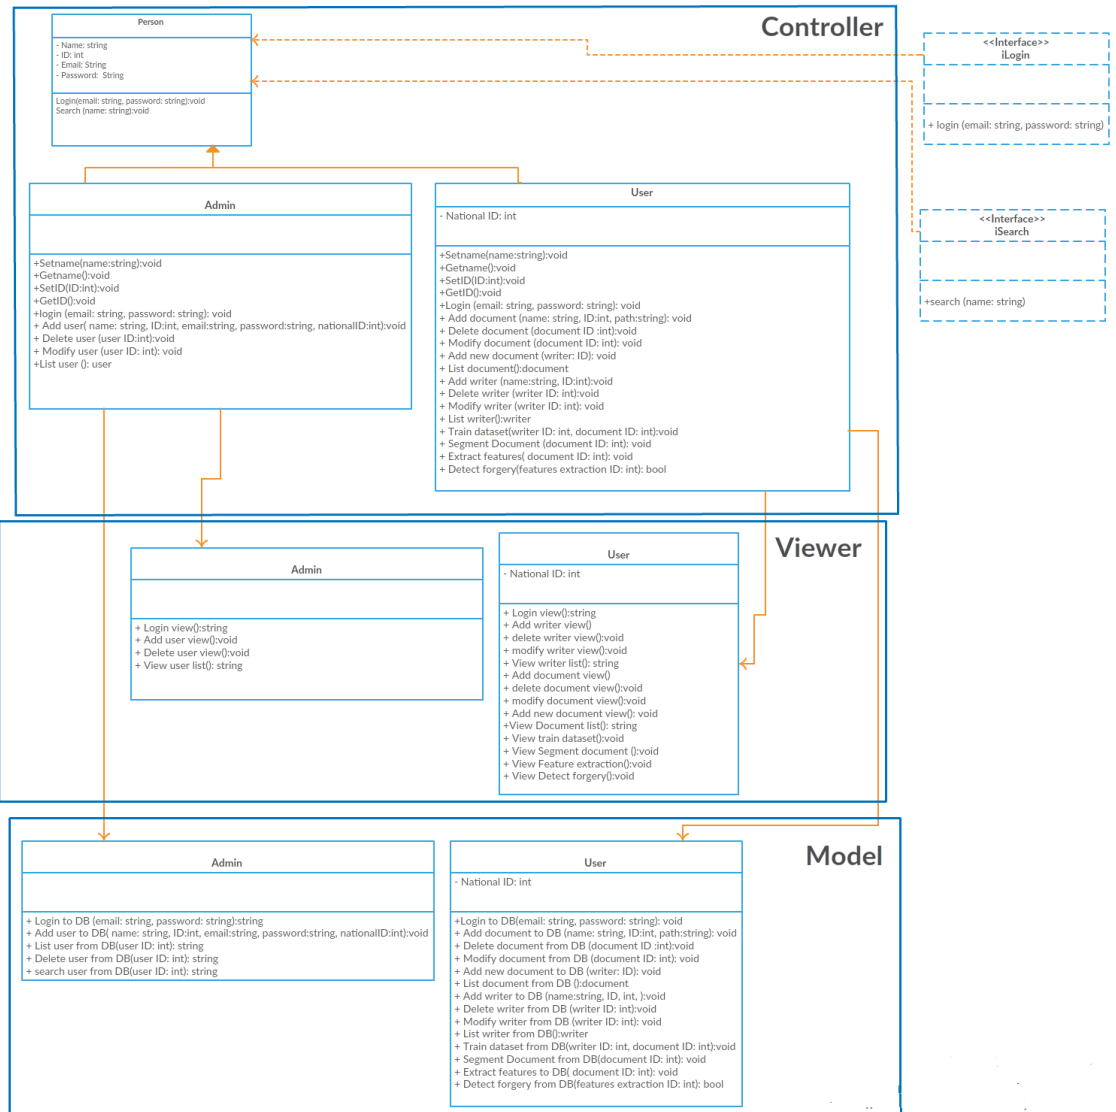 Controller
Person
- Name: string
- ID: int
- Email: String
- Password:  String
Login(email: string, password: string):void
Search (name: string):void
<<Interface>>
iLogin
+ login (email: string, password: string)
<<Interface>>
iSearch
+search (name: string)
Admin
+Setname(name:string):void
+Getname():void
+SetID(ID:int):void
+GetID():void
+login (email: string, password: string): void
+ Add user( name: string, ID:int, email:string, password:string, nationalID:int):void
+ Delete user (user ID:int):void
+ Modify user (user ID: int): void
+List user (): user
User
- National ID: int
+Setname(name:string):void
+Getname():void
+SetID(ID:int):void
+GetID():void
+Login (email: string, password: string): void
+ Add document (name: string, ID:int, path:string): void
+ Delete document (document ID :int):void
+ Modify document (document ID: int): void
+ Add new document (writer: ID): void
+ List document():document
+ Add writer (name:string, ID:int):void
+ Delete writer (writer ID: int):void
+ Modify writer (writer ID: int): void
+ List writer():writer
+ Train dataset(writer ID: int, document ID: int):void
+ Segment Document (document ID: int): void
+ Extract features( document ID: int): void
+ Detect forgery(features extraction ID: int): bool
Viewer
Admin
+ Login view():string
+ Add user view():void
+ Delete user view():void
+ View user list(): string
User
- National ID: int
+ Login view():string
+ Add writer view()
+ delete writer view():void
+ modify writer view():void
+ View writer list(): string
+ Add document view()
+ delete document view():void
+ modify document view():void
+ Add new document view(): void
+View Document list(): string
+ View train dataset():void
+ View Segment document ():void
+ View Feature extraction():void
+ View Detect forgery():void
Model
Admin
+ Login to DB (email: string, password: string):string
+ Add user to DB( name: string, ID:int, email:string, password:string, nationalID:int):void
+ List user from DB(user ID: int): string
+ Delete user from DB(user ID: int): string
+ search user from DB(user ID: int): string
User
- National ID: int
+Login to DB(email: string, password: string): void
+ Add document to DB (name: string, ID:int, path:string): void
+ Delete document from DB (document ID :int):void
+ Modify document from DB (document ID: int): void
+ Add new document to DB (writer: ID): void
+ List document from DB ():document
+ Add writer to DB (name:string, ID, int, ):void
+ Delete writer from DB (writer ID: int):void
+ Modify writer from DB (writer ID: int): void
+ List writer from DB():writer
+ Train dataset from DB(writer ID: int, document ID: int):void
+ Segment Document from DB(document ID: int): void
+ Extract features to DB( document ID: int): void
+ Detect forgery from DB(features extraction ID: int): bool